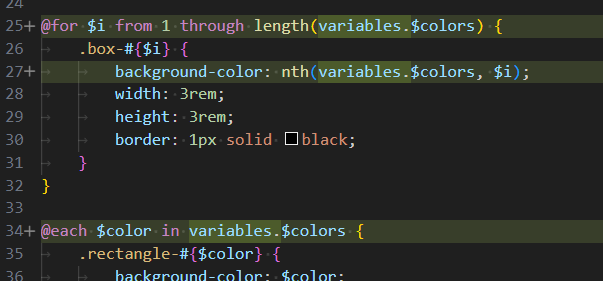 24
25+ @for $i from 1 through length(variables.$colors) {
26 .box-#{$i} {
27+ background-color: nth(variables.$colors, $i);
28 width: 3rem;
29 height: 3rem;
30 border: 1px solid black;
31 }
32 }
33
34+ @each $color in variables.$colors {
35 .rectangle-#{$color} {
36 background-color: $color;